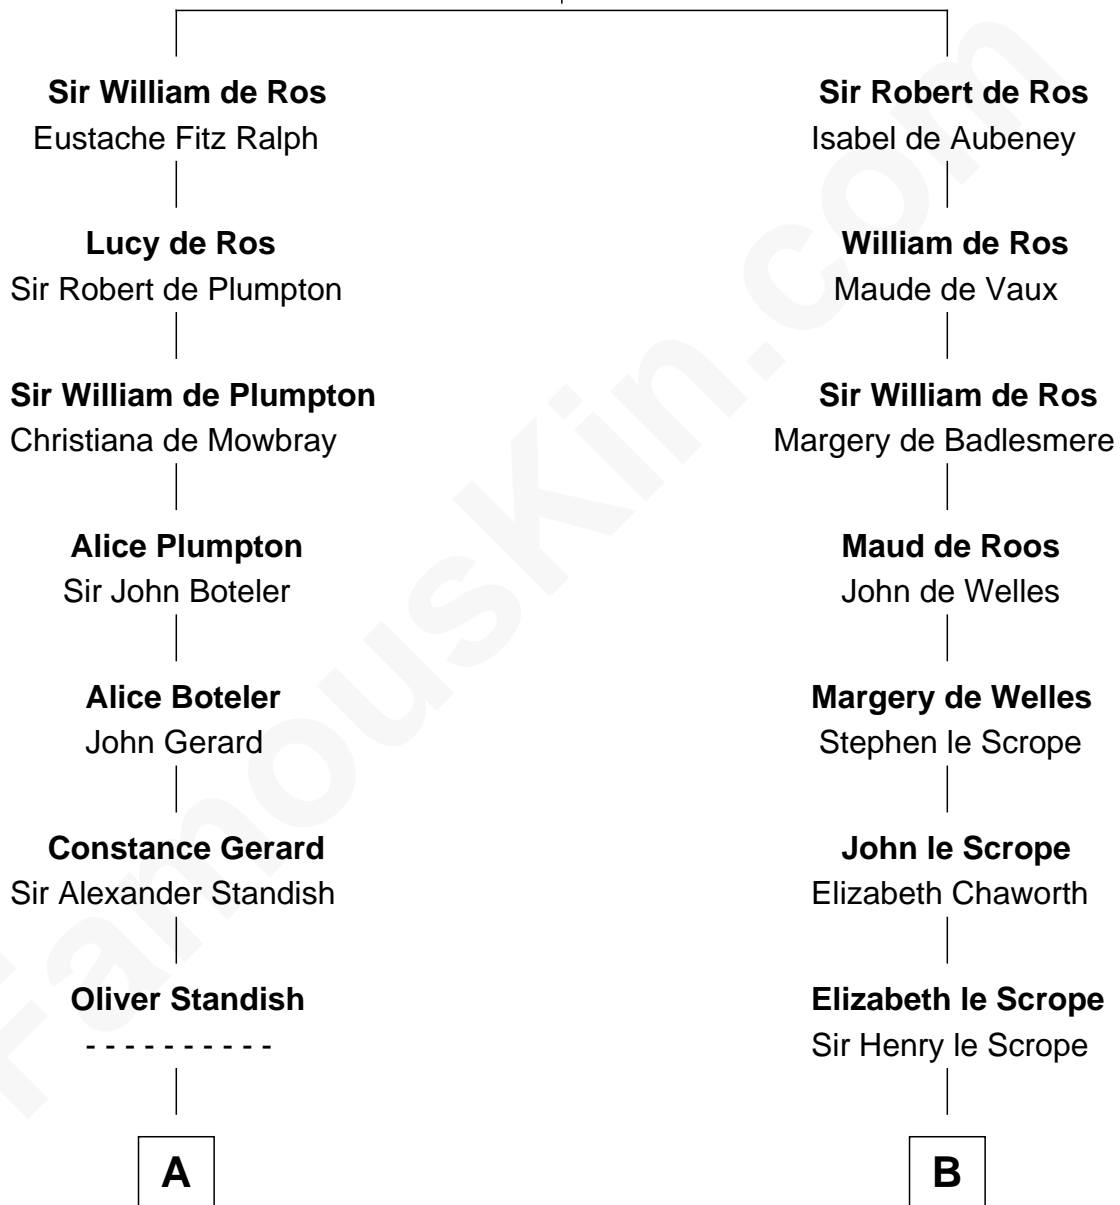 Sir William de Ros
Eustache Fitz Ralph
Lucy de Ros
Sir Robert de Plumpton
Sir William de Plumpton
Christiana de Mowbray
Alice Plumpton
Sir John Boteler
Alice Boteler
John Gerard
Constance Gerard
Sir Alexander Standish
Oliver Standish
- - - - - - - - - -
A
Sir Robert de Ros
Isabel de Aubeney
William de Ros
Maude de Vaux
Sir William de Ros
Margery de Badlesmere
Maud de Roos
John de Welles
Margery de Welles
Stephen le Scrope
John le Scrope
Elizabeth Chaworth
Elizabeth le Scrope
Sir Henry le Scrope
B
FamousKin.com